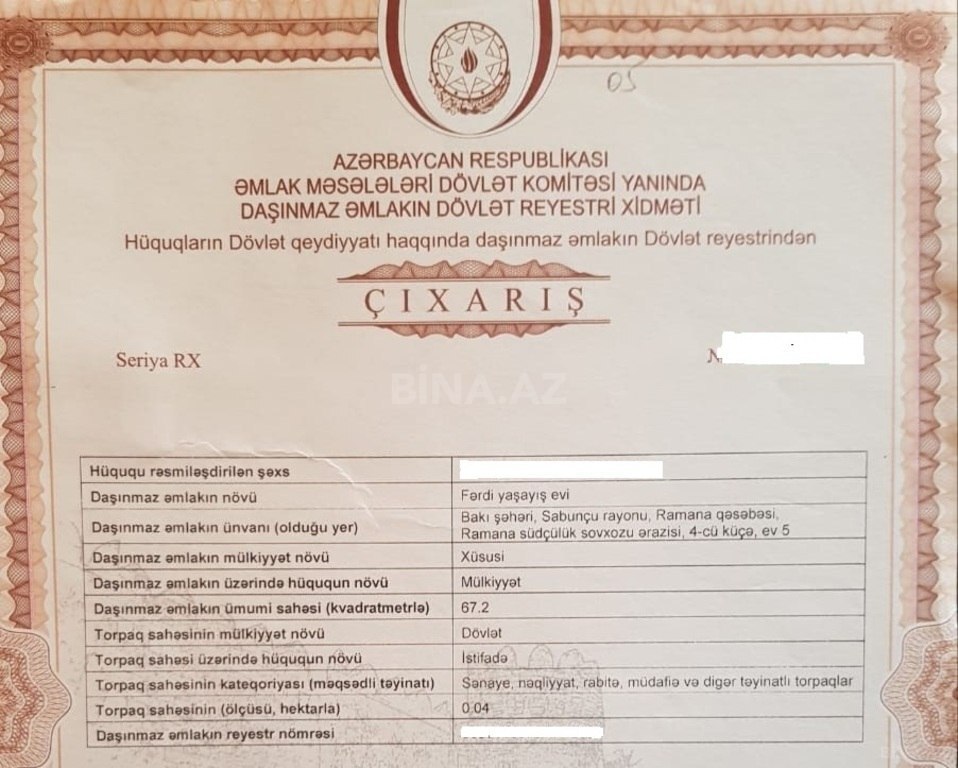 05
AZƏRBAYCAN RESPUBLİKASI
ƏMLAK MƏSƏLƏLƏRİ DÖVLƏT KOMİTƏSİ YANINDA
DAŞINMAZ ƏMLAKIN DÖVLƏT REYESTRİ XİDMƏTİ
Hüquqların Dövlət qeydiyyatı haqqında daşınmaz əmlakın Dövlət reyestrindən
ÇIXARIŞ
Seriya RX
BİNA.AZ
Hüququ rəsmiləşdirilən şəxs
Daşınmaz əmlakın növü Fərdi yaşayış evi
Daşınmaz əmlakın ünvanı (olduğu yer) Bakı şəhəri, Sabunçu rayonu, Ramana qəsəbəsi,
Ramana südçülük sovxozu ərazisi, 4-cü küçə, ev 5
Daşınmaz əmlakın mülkiyyət növü Xüsusi
Daşınmaz əmlakın üzərində hüququn növü Mülkiyyət
Daşınmaz əmlakın ümumi sahəsi (kvadratmetrlə) 67.2
Torpaq sahəsinin mülkiyyət növü Dövlət
Torpaq sahəsi üzərində hüququn növü İstifadə
Torpaq sahəsinin kateqoriyası (məqsədli təyinatı) Sənaye, nəqliyyat, rabitə, müdafiə və digər təyinatlı torpaqlar
Torpaq sahəsinin (ölçüsü, hektarla) 0.04
Daşınmaz əmlakın reyestr nömrəsi